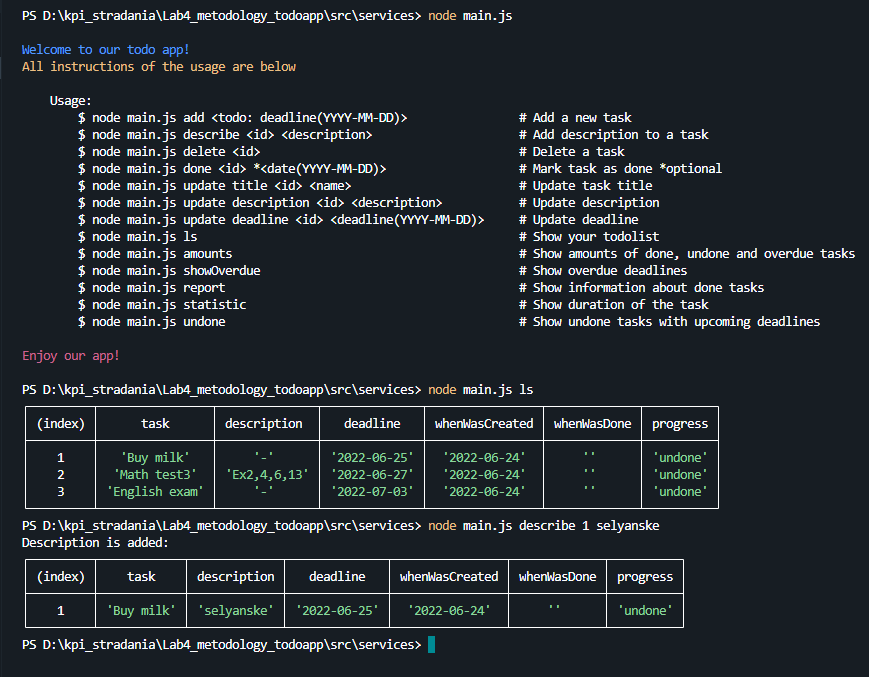 PS D:\kpi_stradania\Lab4_metodology_todoapp\src\services> node main.js
Welcome to our todo app!
All instructions of the usage are below
Usage:
$ node main.js add <todo: deadline(YYYY-MM-DD)> # Add a new task
$ node main.js describe <id> <description> # Add description to a task
$ node main.js delete <id> # Delete a task
$ node main.js done <id> *<date(YYYY-MM-DD)> # Mark task as done *optional
$ node main.js update title <id> <name> # Update task title
$ node main.js update description <id> <description> # Update description
$ node main.js update deadline <id> <deadline(YYYY-MM-DD)> # Update deadline
$ node main.js ls # Show your todolist
$ node main.js amounts # Show amounts of done, undone and overdue tasks
$ node main.js showOverdue # Show overdue deadlines
$ node main.js report # Show information about done tasks
$ node main.js statistic # Show duration of the task
$ node main.js undone # Show undone tasks with upcoming deadlines
Enjoy our app!
PS D:\kpi_stradania\Lab4_metodology_todoapp\src\services> node main.js ls
(index) task description deadline whenWasCreated whenWasDone progress
1 'Buy milk' '-' '2022-06-25' '2022-06-24' '' 'undone'
2 'Math test3' 'Ex2,4,6,13' '2022-06-27' '2022-06-24' '' 'undone'
3 'English exam' '-' '2022-07-03' '2022-06-24' '' 'undone'
PS D:\kpi_stradania\Lab4_metodology_todoapp\src\services> node main.js describe 1 selyanske
Description is added:
(index) task description deadline whenWasCreated whenWasDone progress
1 'Buy milk' 'selyanske' '2022-06-25' '2022-06-24' '' 'undone'
PS D:\kpi_stradania\Lab4_metodology_todoapp\src\services>